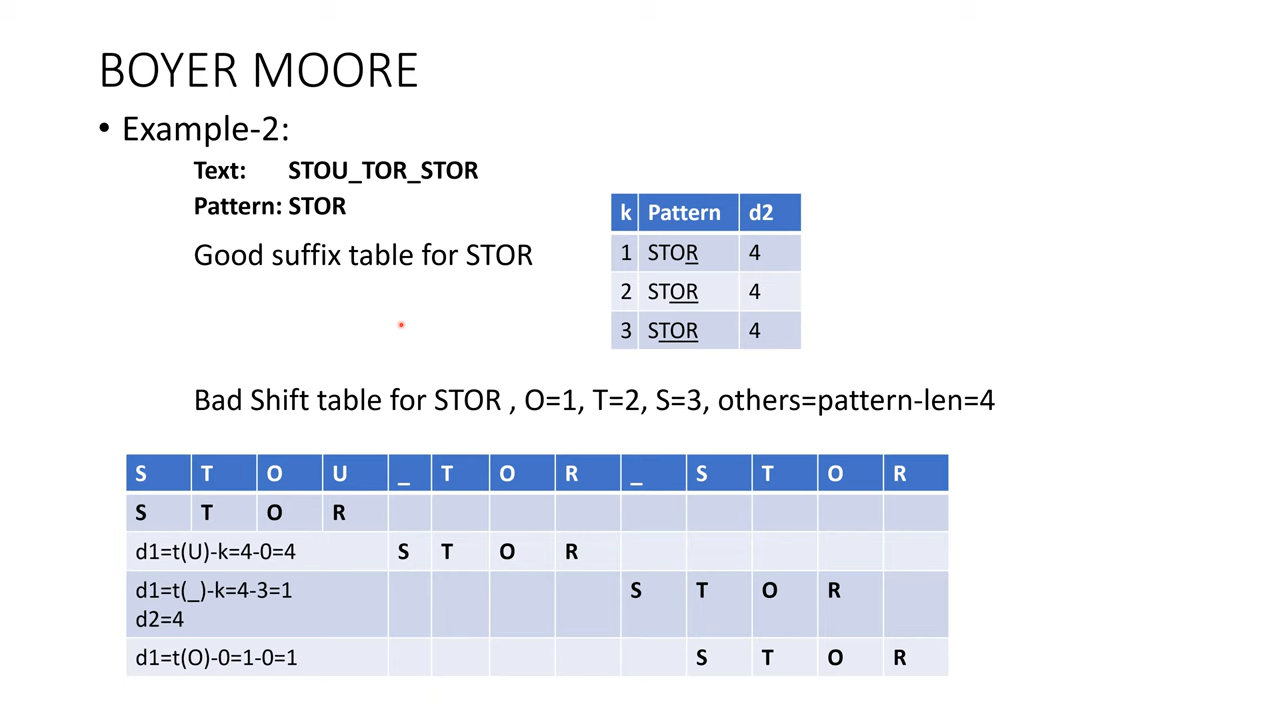 BOYER MOORE
• Example-2:
Text: STOU_TOR_STOR
Pattern: STOR
Good suffix table for STOR
k Pattern d2
1 STOR 4
2 STOR 4
3 STOR 4
Bad Shift table for STOR , O=1, T=2, S=3, others=pattern-len=4
S T O U _ T O R _ S T O R
S T O R
d1=t(U)-k=4-0=4 S T O R
d1=t(_)-k=4-3=1 S T O R
d2=4
d1=t(O)-0=1-0=1 S T O R